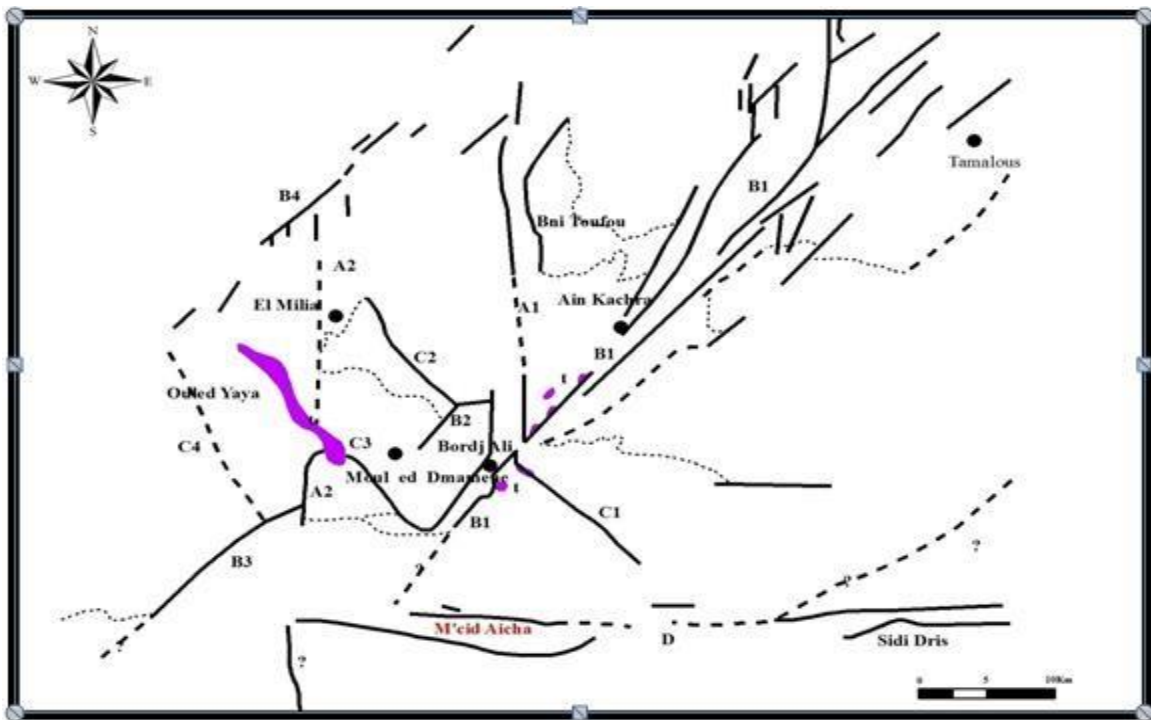 N
W E
S
Tamalous
B1
B4
Bni Toufou
A2
El Milia
A1
Ain Kachra
C2
B1
t
Ouled Yaya
B2
C4
C3
Bordj Ali
Moul ed Dmamene
A2
t
B1
C1
?
B3
?
?
?
M'cid Aicha
D
Sidi Dris
?
?
0 5 10Km